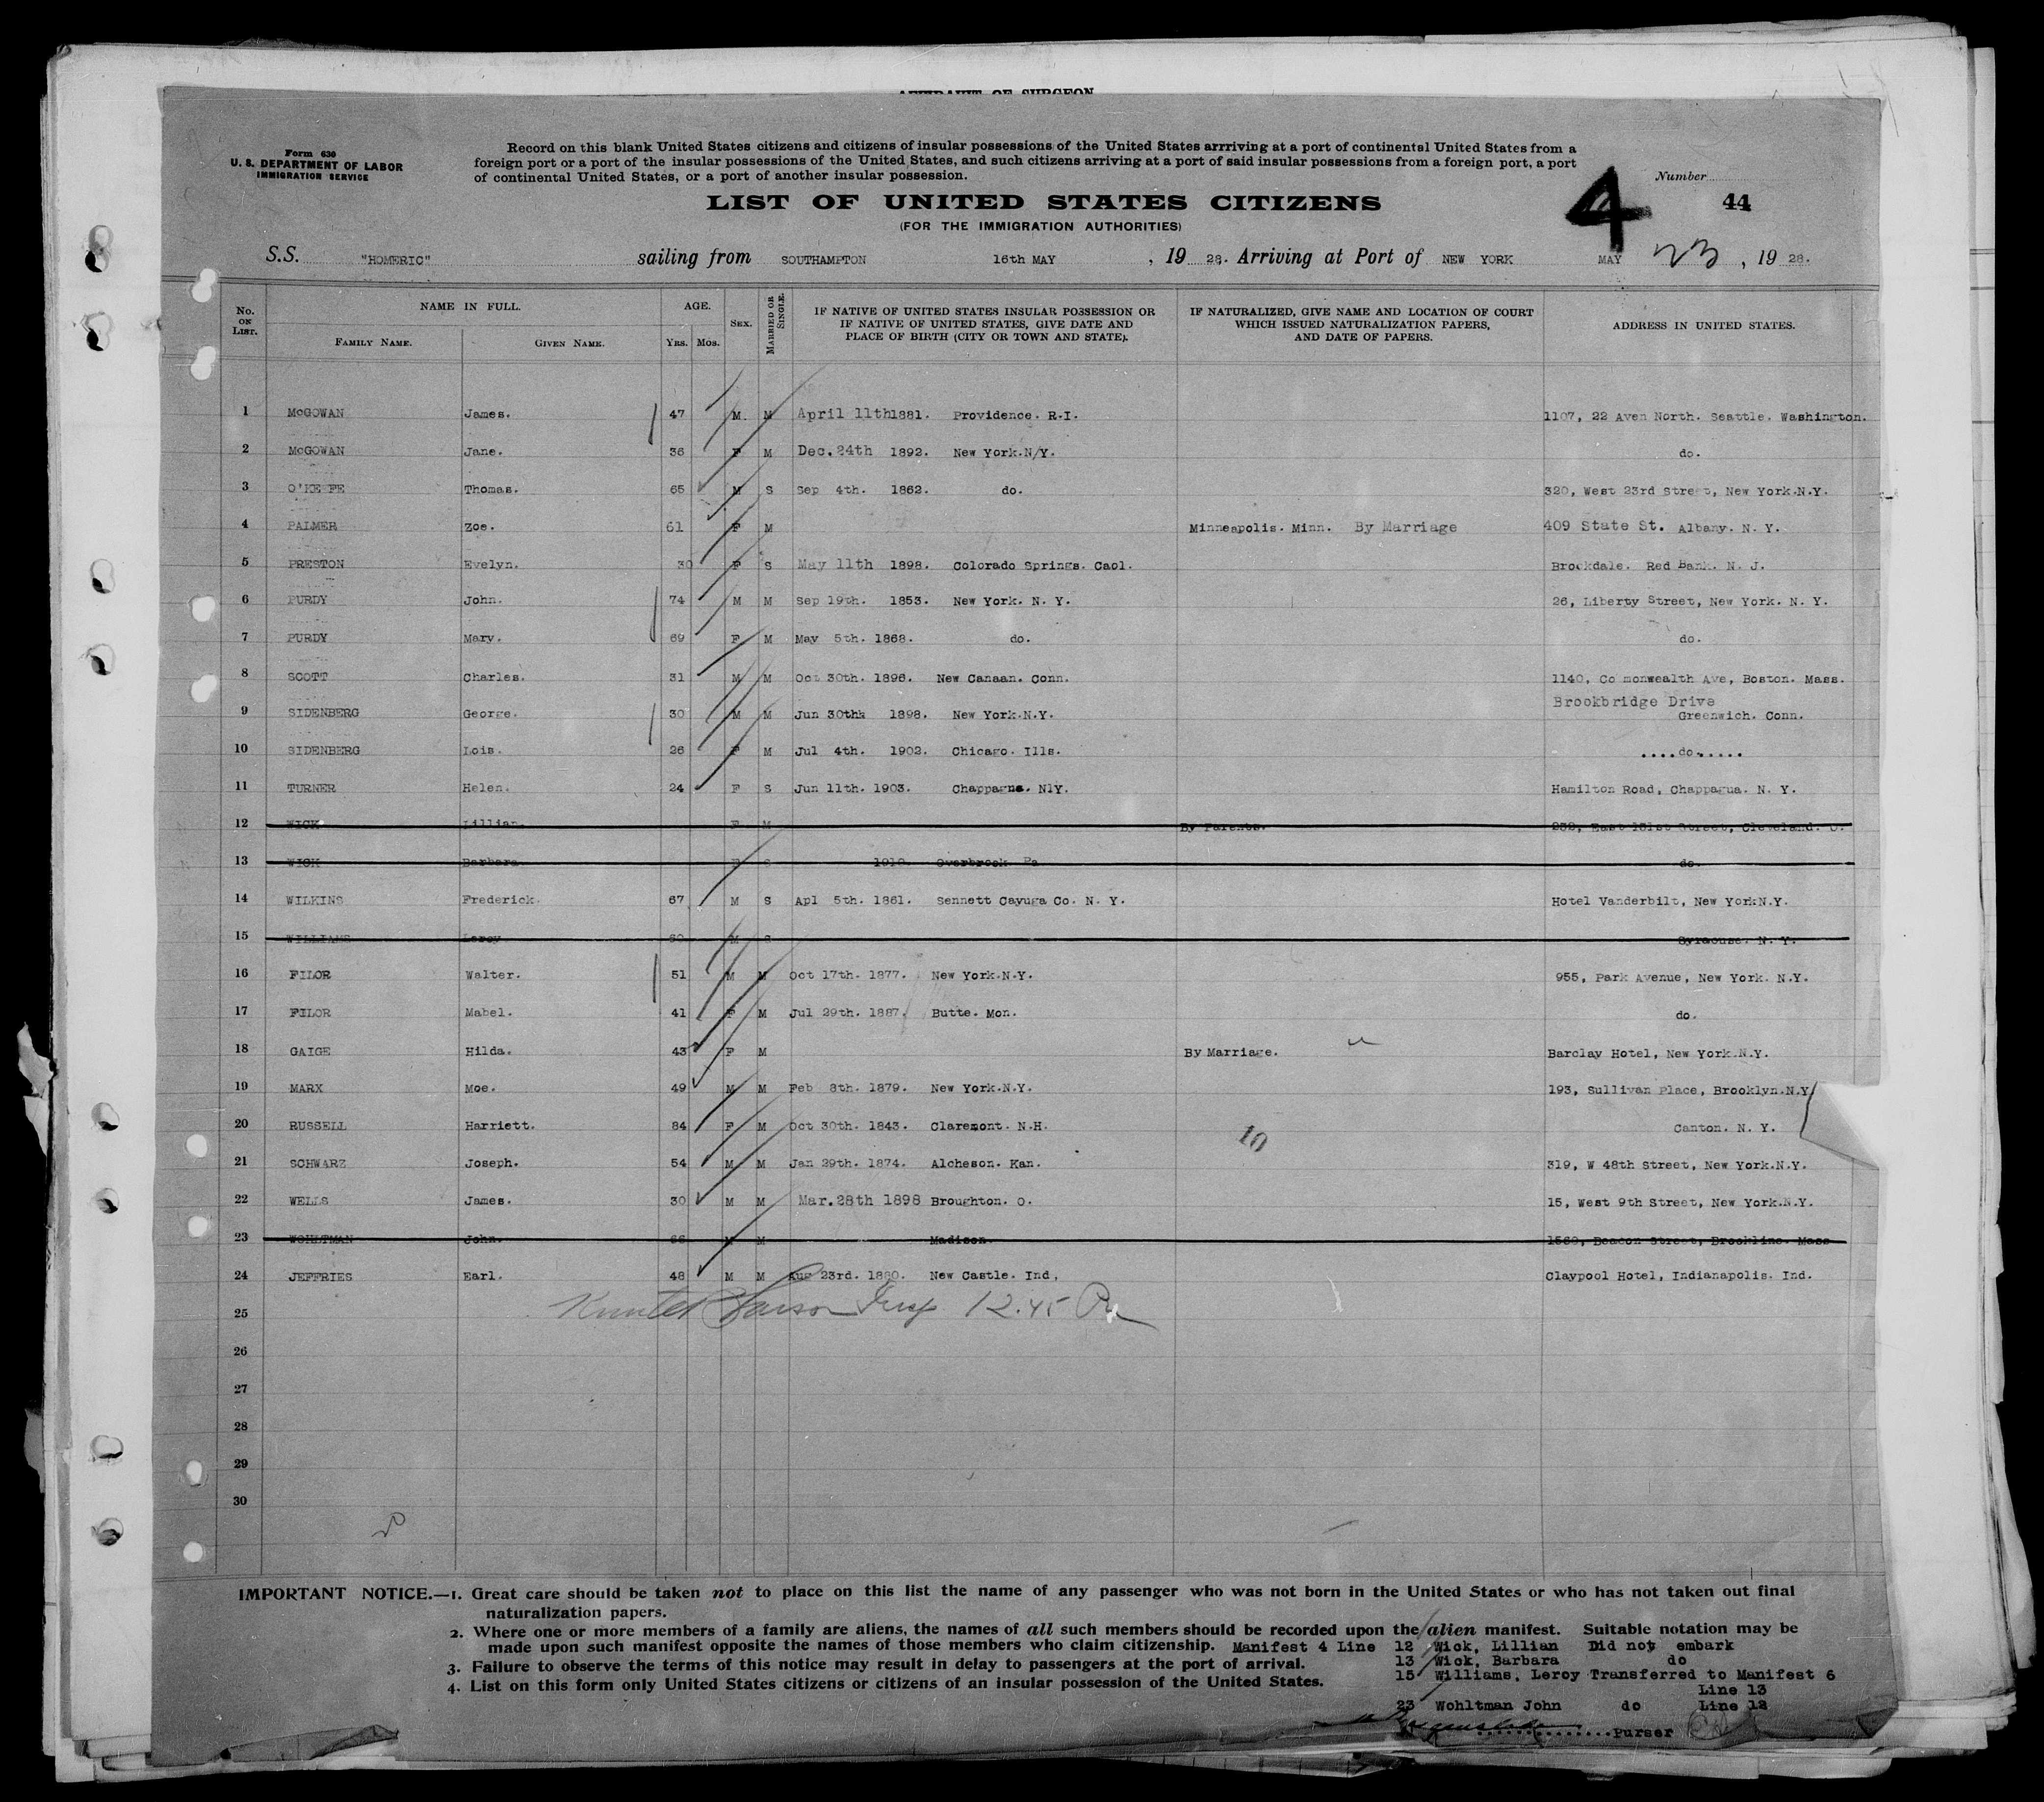 AFFIDAVIT OF SURGEON
Form 630
U. S. DEPARTMENT OF LABOR
IMMIGRATION SERVICE
Record on this blank United States citizens and citizens of insular possessions of the United States arrriving at a port of continental United States from a
foreign port or a port of the insular possessions of the United States, and such citizens arriving at a port of said insular possessions from a foreign port, a port
of continental United States, or a port of another insular possession.
4
Number
44
LIST OF UNITED STATES CITIZENS
(FOR THE IMMIGRATION AUTHORITIES)
S.S. "HOMERIC" sailing from SOUTHAMPTON 16th MAY , 19 28. Arriving at Port of NEW YORK MAY 23 , 19 28.
No. ON LIST. NAME IN FULL. FAMILY NAME. GIVEN NAME. AGE. YRS. MOS. SEX. MARRIED OR SINGLE. IF NATIVE OF UNITED STATES INSULAR POSSESSION OR IF NATIVE OF UNITED STATES, GIVE DATE AND PLACE OF BIRTH (CITY OR TOWN AND STATE). IF NATURALIZED, GIVE NAME AND LOCATION OF COURT WHICH ISSUED NATURALIZATION PAPERS, AND DATE OF PAPERS. ADDRESS IN UNITED STATES.
1 McGOWAN James. 47 M. M April 11th1881. Providence. R.I. 1107, 22 Aven North. Seattle. Washington.
2 McGOWAN Jane. 36 F M Dec.24th 1892. New York.N/Y. do.
3 O'KEEFE Thomas. 65 M S Sep 4th. 1862. do. 320, West 23rd Street, New York.N.Y.
4 PALMER Zoe. 61 F M Minneapolis. Minn. By Marriage 409 State St. Albany. N. Y.
5 PRESTON Evelyn. 30 F S May 11th 1898. Colorado Springs. Caol. Brookdale. Red Bank. N. J.
6 PURDY John. 74 M M Sep 19th. 1853. New York. N. Y. 26, Liberty Street, New York. N. Y.
7 PURDY Mary. 69 F M May 5th. 1868. do. do.
8 SCOTT Charles. 31 M M Oct 30th. 1896. New Canaan. Conn. 1140, Co monwealth Ave, Boston. Mass.
9 SIDENBERG George. 30 M M Jun 30thh 1898. New York.N.Y. Brookbridge Drive
Greenwich. Conn.
10 SIDENBERG Lois. 26 F M Jul 4th. 1902. Chicago. Ills. ....do......
11 TURNER Helen. 24 F S Jun 11th. 1903. Chappagua. NlY. Hamilton Road, Chappagua. N. Y.
12 WICK Lillian. F M By Parents. East Street, Cleveland. O.
13 WICK Barbara F S Overbrook Pa do.
14 WILKINS Frederick. 67 M S Apl 5th. 1861. Sennett Cayuga Co. N. Y. Hotel Vanderbilt, New York.N.Y.
15 WILLIAMS Leroy 60 M S Syracuse. N. Y.
16 FILOR Walter. 51 M M Oct 17th. 1877. New York.N.Y. 955, Park Avenue, New York. N.Y.
17 FILOR Mabel. 41 F M Jul 29th. 1887. Butte. Mon. do.
18 GAIGE Hilda. 43 F M By Marriage. Barclay Hotel, New York.N.Y.
19 MARX Moe. 49 M M Feb 8th. 1879. New York.N.Y. 193, Sullivan Place, Brooklyn.N.Y.
20 RUSSELL Harriett. 84 F M Oct 30th. 1843. Claremont. N.H. 10 Canton. N. Y.
21 SCHWARZ Joseph. 54 M M Jan 29th. 1874. Alcheson. Kan. 319, W 48th Street, New York.N.Y.
22 WELLS James. 30 M M Mar.28th 1898 Broughton. O. 15, West 9th Street, New York.N.Y.
23 WOHLTMAN John. 66 M M Madison. Beacon Street, Brookline. Mass
24 JEFFRIES Earl. 48 M M Aug 23rd. 1880. New Castle. Ind. Claypool Hotel, Indianapolis. Ind.
25 Insp 12.45 Pm
26
27
28
29
30
IMPORTANT NOTICE.—1. Great care should be taken not to place on this list the name of any passenger who was not born in the United States or who has not taken out final
naturalization papers.
2. Where one or more members of a family are aliens, the names of all such members should be recorded upon the alien manifest. Suitable notation may be
made upon such manifest opposite the names of those members who claim citizenship. Manifest 4 Line 12 Wick, Lillian Did not embark
3. Failure to observe the terms of this notice may result in delay to passengers at the port of arrival. 13 Wick, Barbara do
4. List on this form only United States citizens or citizens of an insular possession of the United States. 15 Williams, Leroy Transferred to Manifest 6
Line 13
23 Wohltman John do Line 12
Purser